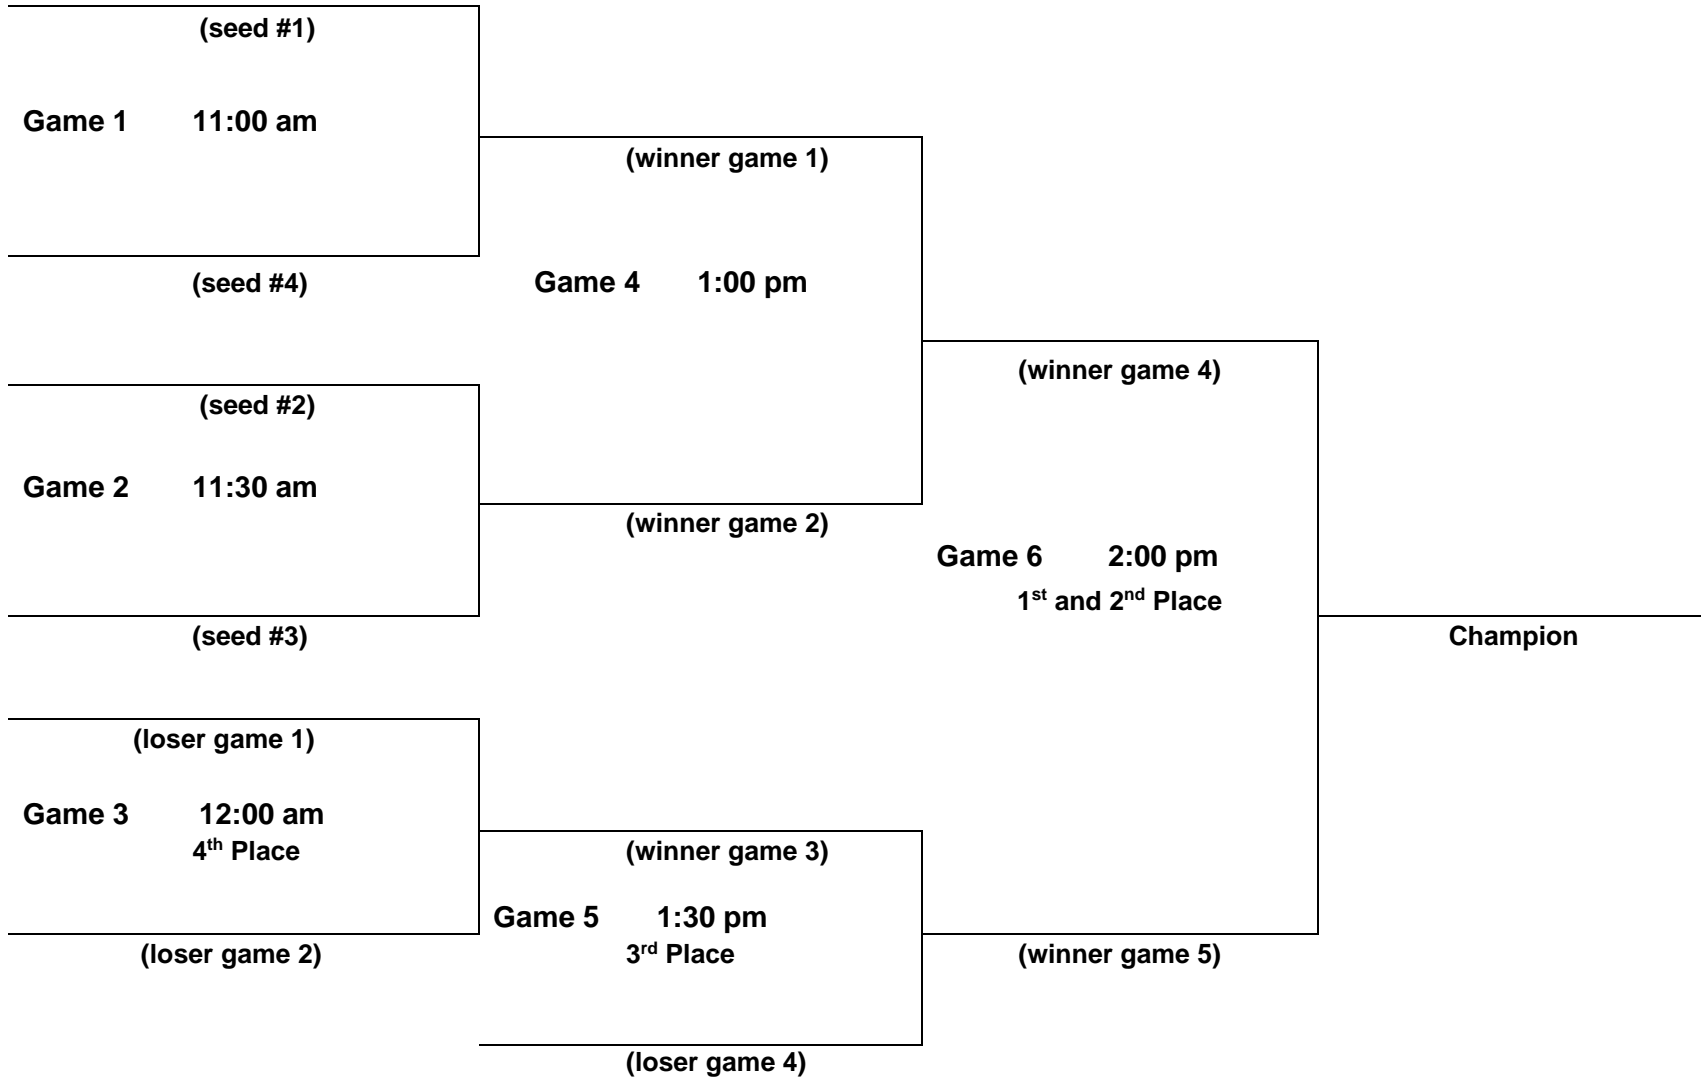 (seed #1)
Game 1 11:00 am
(winner game 1)
(seed #4)
Game 4 1:00 pm
(winner game 4)
(seed #2)
Game 2 11:30 am
(winner game 2)
Game 6 2:00 pm
1st and 2nd Place
(seed #3)
Champion
(loser game 1)
Game 3 12:00 am
4th Place
(winner game 3)
Game 5 1:30 pm
3rd Place
(loser game 2)
(winner game 5)
(loser game 4)